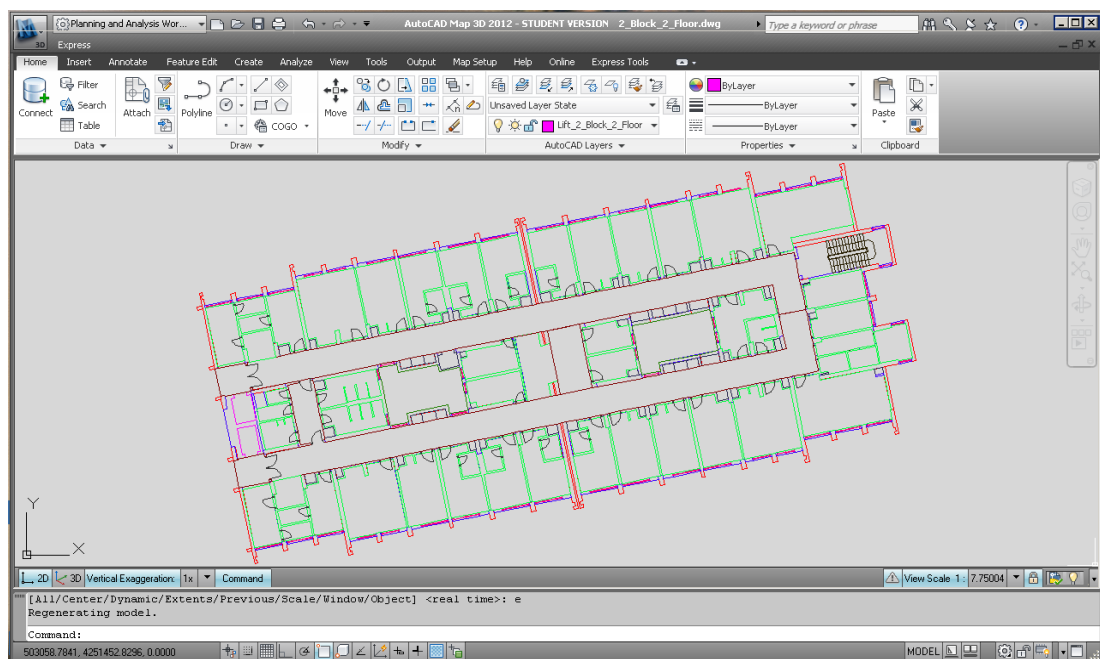 Planning and Analysis Wor... AutoCAD Map 3D 2012 - STUDENT VERSION 2_Block_2_Floor.dwg Type a keyword or phrase
3D Express
Home Insert Annotate Feature Edit Create Analyze View Tools Output Map Setup Help Online Express Tools
Connect Filter Search Table Attach Polyline COGO Move Unsaved Layer State Lift_2_Block_2_Floor ByLayer ByLayer ByLayer Paste
Data Draw Modify AutoCAD Layers Properties Clipboard
Y
X
2D 3D Vertical Exaggeration: 1x Command View Scale 1 : 7.75004
[All/Center/Dynamic/Extents/Previous/Scale/Window/Object] <real time>: e
Regenerating model.
Command:
503058.7841, 4251452.8296, 0.0000 MODEL